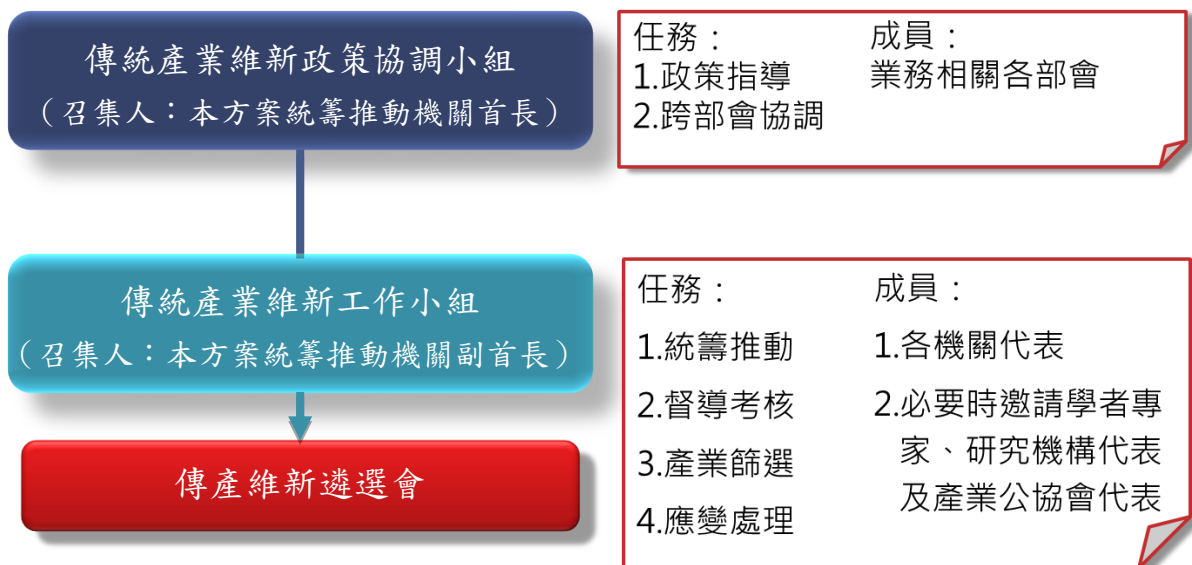 傳統產業維新政策協調小組
（召集人：本方案統籌推動機關首長）
任務：
1.政策指導
2.跨部會協調
成員：
業務相關各部會
傳統產業維新工作小組
（召集人：本方案統籌推動機關副首長）
任務：
1.統籌推動
2.督導考核
3.產業篩選
4.應變處理
成員：
1.各機關代表
2.必要時邀請學者專
家、研究機構代表
及產業公協會代表
傳產維新遴選會